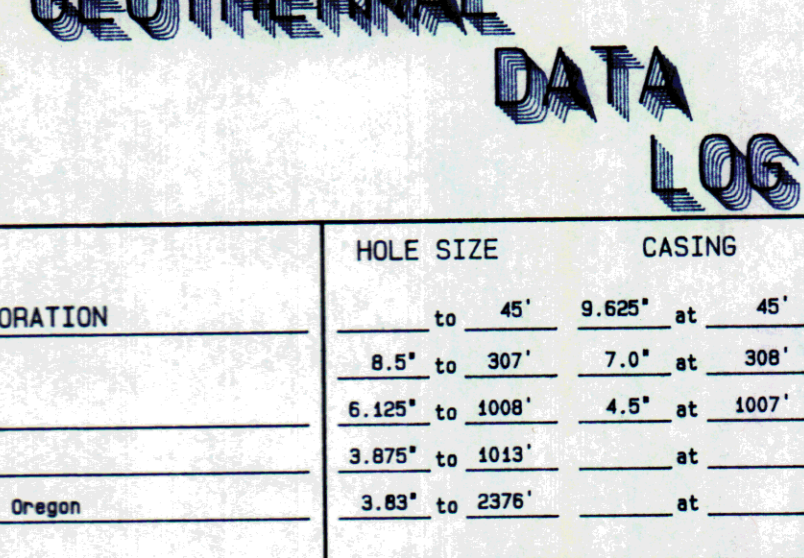 GEOTHERMAL
DATA
LOG
HOLE SIZE CASING
ORATION to 45' 9.625" at 45'
8.5" to 307' 7.0" at 308'
6.125" to 1008' 4.5" at 1007'
3.875" to 1013' at
Oregon 3.83" to 2376' at